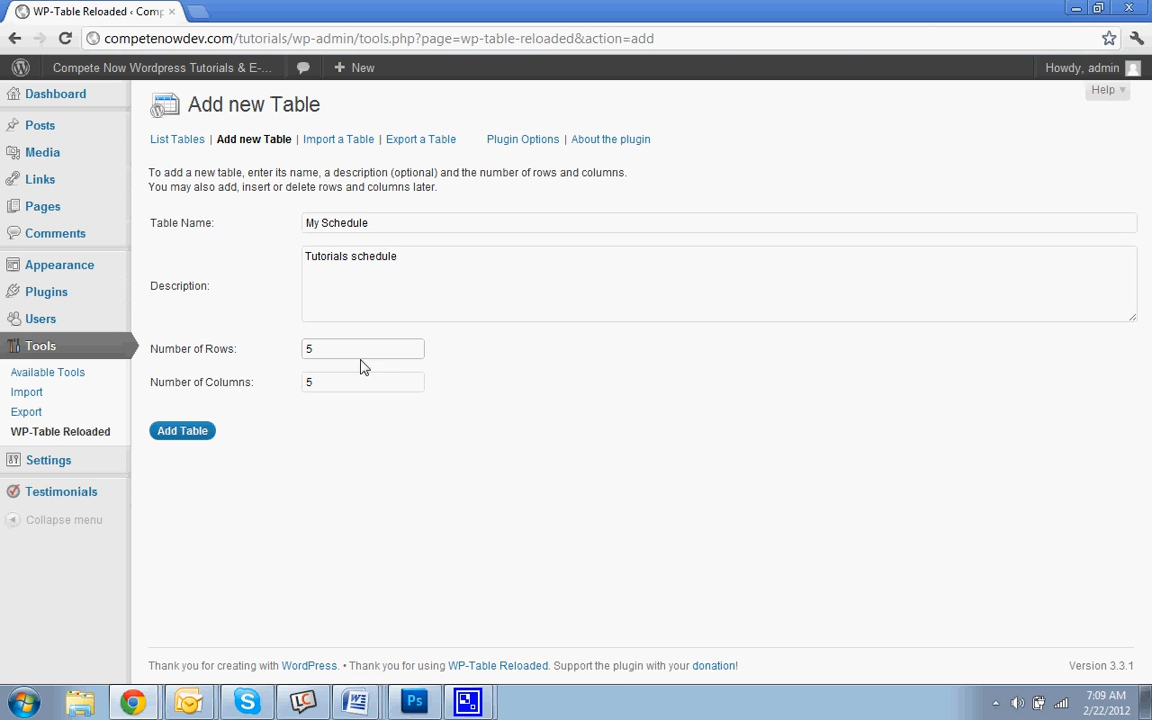 WP-Table Reloaded ‹ Comp
competenowdev.com/tutorials/wp-admin/tools.php?page=wp-table-reloaded&action=add
Compete Now Wordpress Tutorials & E-... New Howdy, admin
Help
Dashboard
Posts
Media
Links
Pages
Comments
Appearance
Plugins
Users
Tools
Available Tools
Import
Export
WP-Table Reloaded
Settings
Testimonials
Collapse menu
Add new Table
List Tables | Add new Table | Import a Table | Export a Table Plugin Options | About the plugin
To add a new table, enter its name, a description (optional) and the number of rows and columns.
You may also add, insert or delete rows and columns later.
Table Name: My Schedule
Description: Tutorials schedule
Number of Rows: 5
Number of Columns: 5
Add Table
Thank you for creating with WordPress. • Thank you for using WP-Table Reloaded. Support the plugin with your donation!
Version 3.3.1
LC
W
Ps
7:09 AM
2/22/2012